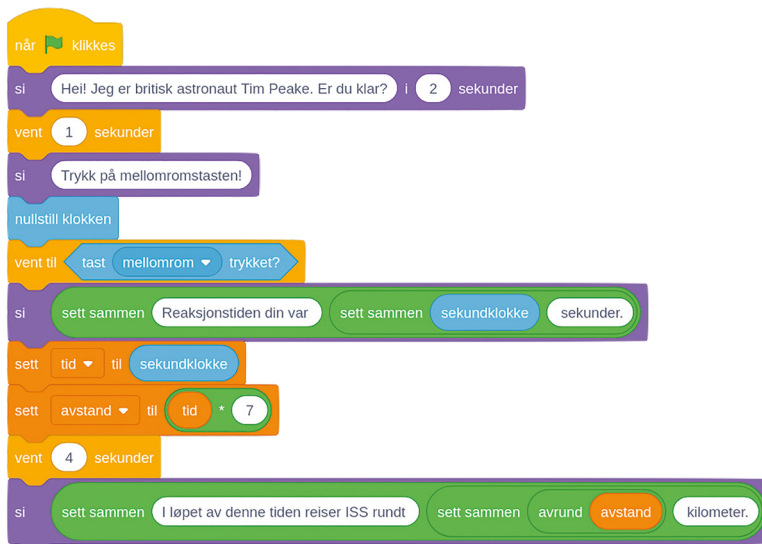 når klikkes
si Hei! Jeg er britisk astronaut Tim Peake. Er du klar? i 2 sekunder
vent 1 sekunder
si Trykk på mellomromstasten!
nullstill klokken
vent til tast mellomrom trykket?
si sett sammen Reaksjonstiden din var sett sammen sekundklokke sekunder.
sett tid til sekundklokke
sett avstand til tid * 7
vent 4 sekunder
si sett sammen I løpet av denne tiden reiser ISS rundt sett sammen avrund avstand kilometer.